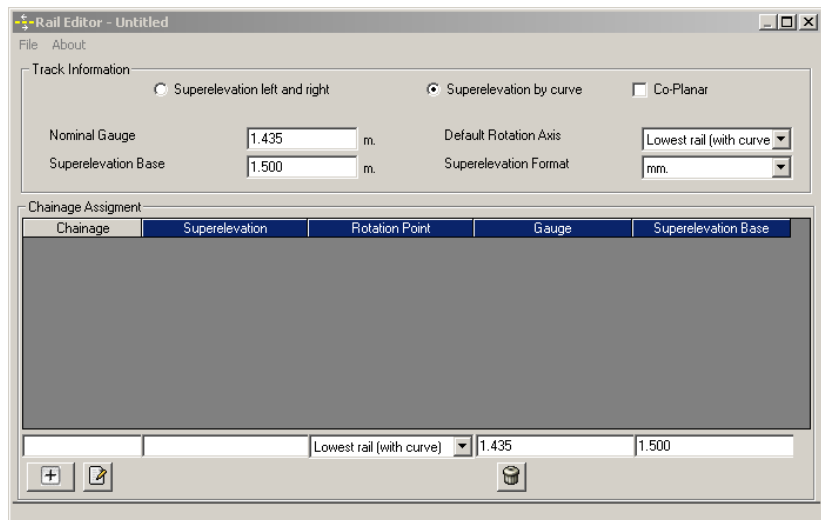 Rail Editor - Untitled
File About
Track Information
Superelevation left and right
Superelevation by curve
Co-Planar
Nominal Gauge
1.435
m.
Default Rotation Axis
Lowest rail (with curve
Superelevation Base
1.500
m.
Superelevation Format
mm.
Chainage Assigment
Chainage Superelevation Rotation Point Gauge Superelevation Base
Lowest rail (with curve) 1.435 1.500